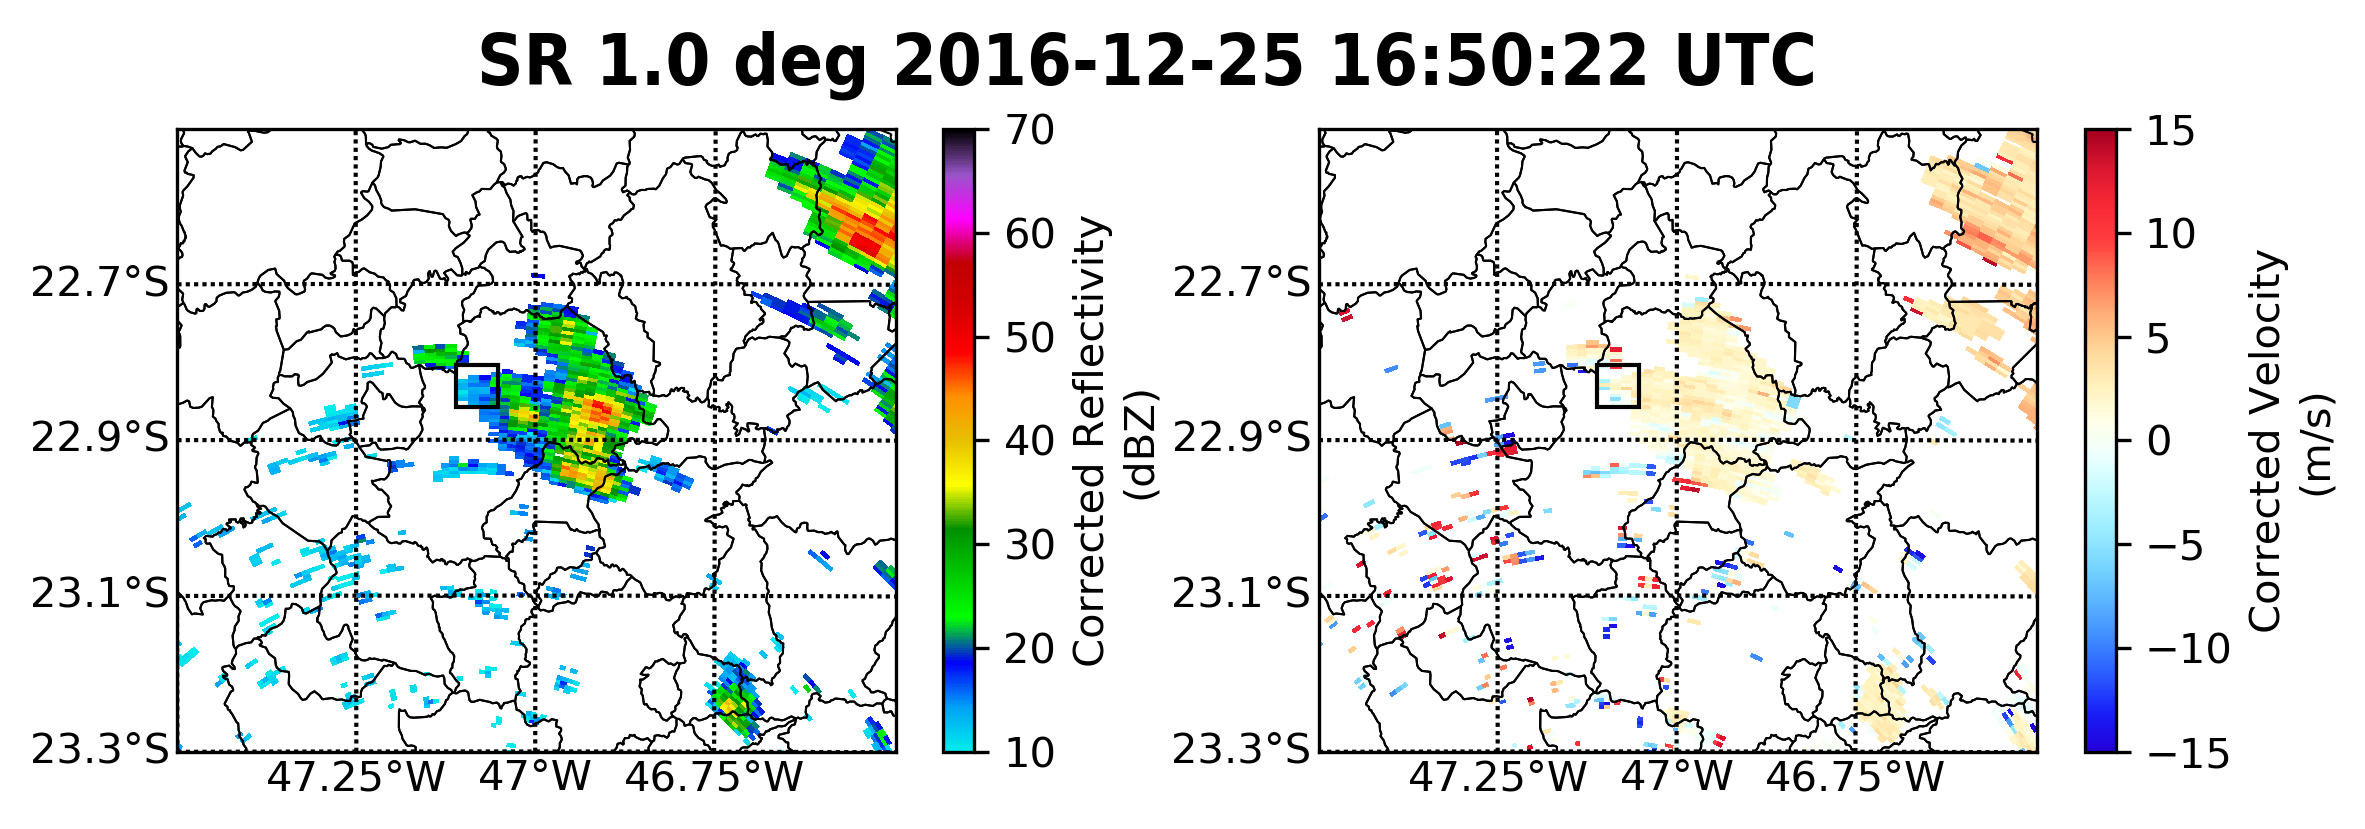 SR 1.0 deg 2016-12-25 16:50:22 UTC
22.7°S
22.9°S
23.1°S
23.3°S
47.25°W
47°W
46.75°W
70
60
50
40
30
20
10
Corrected Reflectivity
(dBZ)
22.7°S
22.9°S
23.1°S
23.3°S
47.25°W
47°W
46.75°W
15
10
5
0
−5
−10
−15
Corrected Velocity
(m/s)